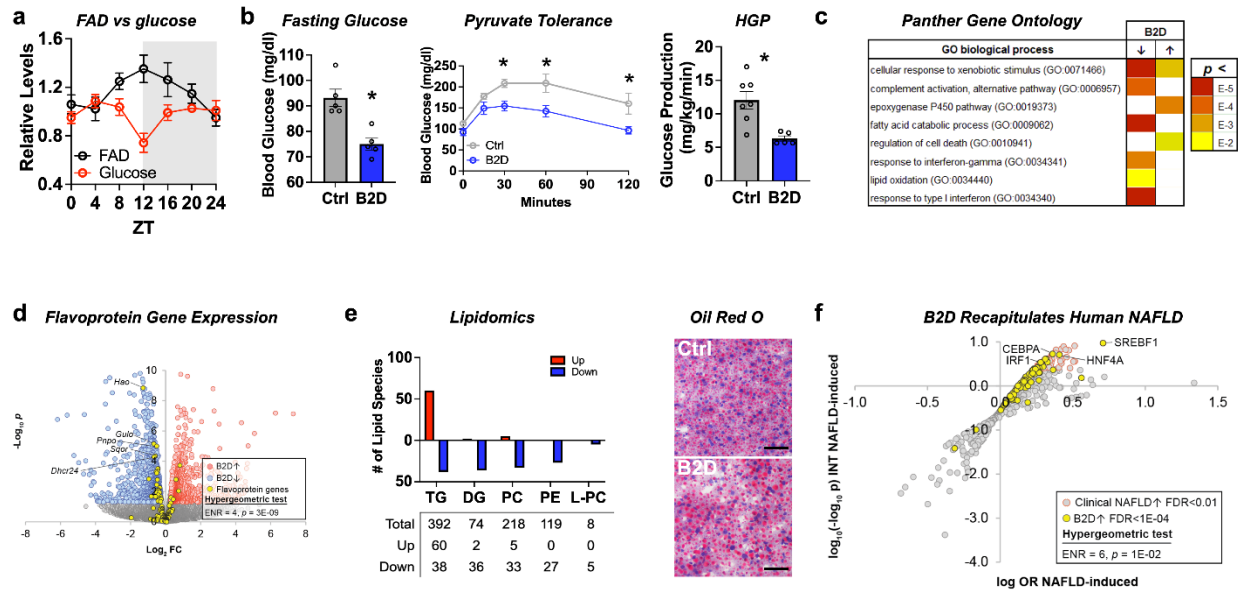 a
FAD vs glucose
Relative Levels
1.6
1.2
0.8
0.4
FAD
Glucose
0 4 8 12 16 20 24
ZT
b
Fasting Glucose
Blood Glucose (mg/dl)
100
90
80
70
60
*
Ctrl B2D
Pyruvate Tolerance
Blood Glucose (mg/dl)
250
200
150
100
50
0
* * *
Ctrl
B2D
0 30 60 90 120
Minutes
HGP
Glucose Production
(mg/kg/min)
20
15
10
5
0
*
Ctrl B2D
c
Panther Gene Ontology
B2D
GO biological process ↓ ↑
cellular response to xenobiotic stimulus (GO:0071466)
complement activation, alternative pathway (GO:0006957)
epoxygenase P450 pathway (GO:0019373)
fatty acid catabolic process (GO:0009062)
regulation of cell death (GO:0010941)
response to interferon-gamma (GO:0034341)
lipid oxidation (GO:0034440)
response to type I interferon (GO:0034340)
p <
E-5
E-4
E-3
E-2
d
Flavoprotein Gene Expression
-Log10 p
10
8
6
4
2
0
Hao
Gulo
Pnpo
Sqor
Dhcr24
B2D↑
B2D↓
Flavoprotein genes
Hypergeometric test
ENR = 4, p = 3E-09
-8 -6 -4 -2 0 2 4 6 8
Log2 FC
e
Lipidomics
# of Lipid Species
100
50
0
50
Up
Down
TG DG PC PE L-PC
Total 392 74 218 119 8
Up 60 2 5 0 0
Down 38 36 33 27 5
Oil Red O
Ctrl
B2D
f
B2D Recapitulates Human NAFLD
log10(-log10 p) INT NAFLD-induced
1.0
0.0
-1.0
-2.0
-3.0
-4.0
-1.0 -0.5 0.0 0.5 1.0 1.5
CEBPA
IRF1
SREBF1
HNF4A
Clinical NAFLD↑ FDR<0.01
B2D↑ FDR<1E-04
Hypergeometric test
ENR = 6, p = 1E-02
log OR NAFLD-induced